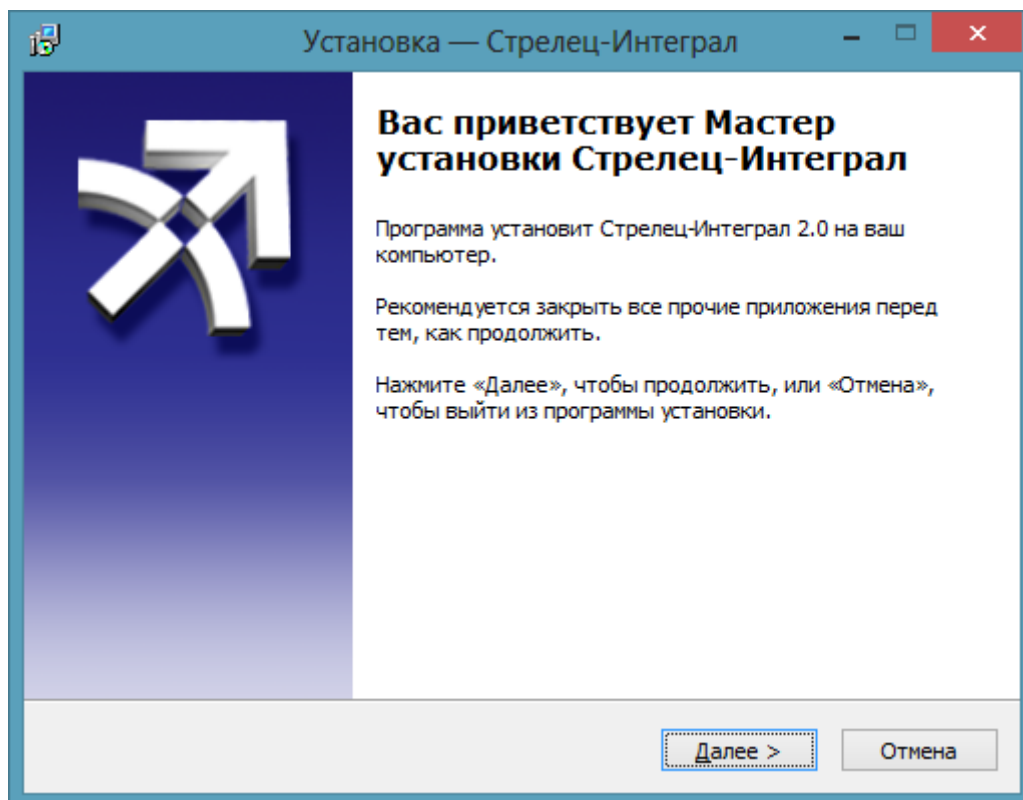 Установка — Стрелец-Интеграл
Вас приветствует Мастер
установки Стрелец-Интеграл
Программа установит Стрелец-Интеграл 2.0 на ваш
компьютер.
Рекомендуется закрыть все прочие приложения перед
тем, как продолжить.
Нажмите «Далее», чтобы продолжить, или «Отмена»,
чтобы выйти из программы установки.
Далее >
Отмена